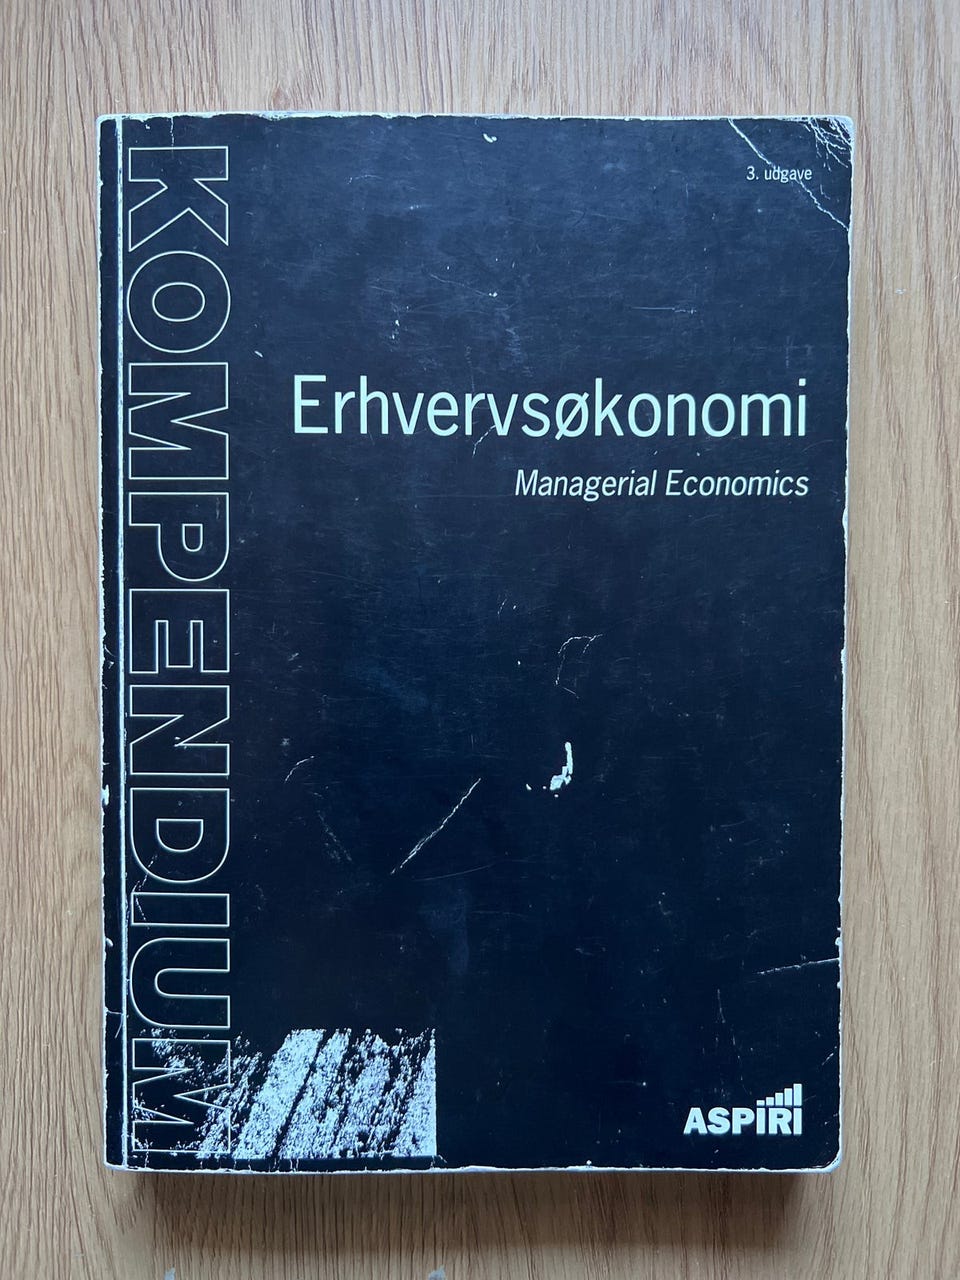 3. udgave
KOMPENDIUM
Erhvervsøkonomi
Managerial Economics
ASPIRI